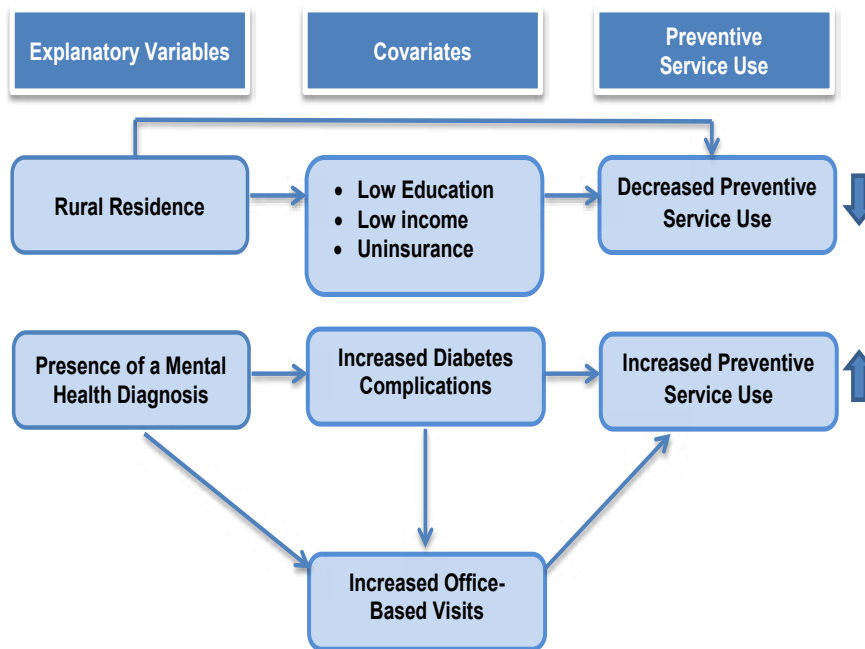 Explanatory Variables
Covariates
Preventive
Service Use
Rural Residence
• Low Education
• Low income
• Uninsurance
Decreased Preventive
Service Use
Presence of a Mental
Health Diagnosis
Increased Diabetes
Complications
Increased Preventive
Service Use
Increased Office-
Based Visits